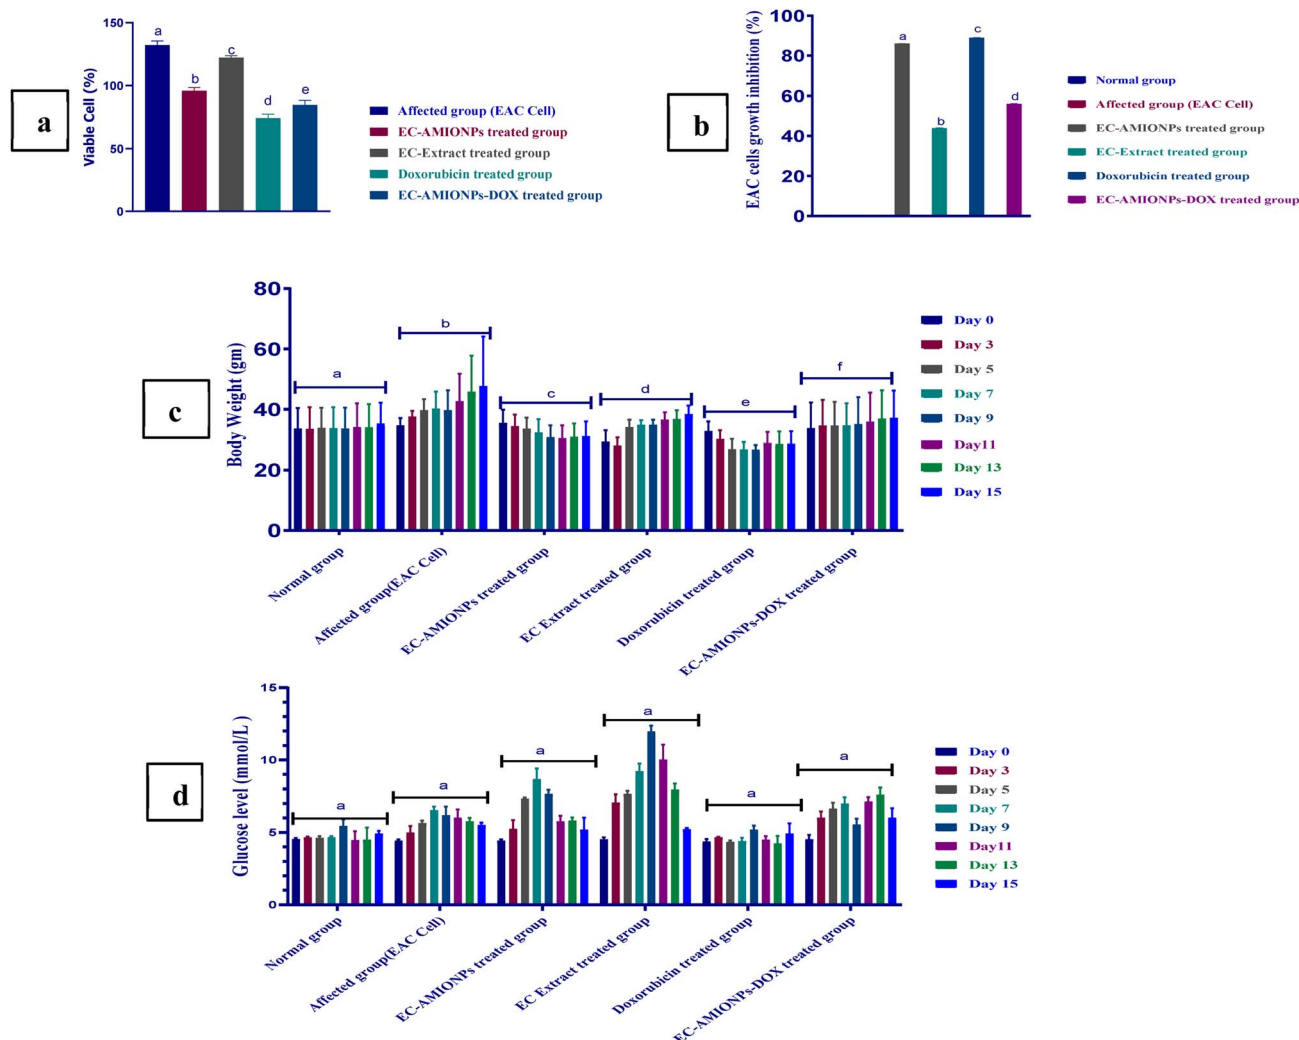 a
Viable Cell (%)
150
100
50
0
a
b
c
d
e
Affected group (EAC Cell)
EC-AMIONPs treated group
EC-Extract treated group
Doxorubicin treated group
EC-AMIONPs-DOX treated group
b
EAC cells growth inhibition (%)
100
80
60
40
20
0
a
b
c
d
Normal group
Affected group (EAC Cell)
EC-AMIONPs treated group
EC-Extract treated group
Doxorubicin treated group
EC-AMIONPs-DOX treated group
c
Body Weight (gm)
80
60
40
20
0
a
b
c
d
e
f
Normal group
Affected group(EAC Cell)
EC-AMIONPs treated group
EC Extract treated group
Doxorubicin treated group
EC-AMIONPs-DOX treated group
Day 0
Day 3
Day 5
Day 7
Day 9
Day11
Day 13
Day 15
d
Glucose level (mmol/L )
15
10
5
0
a
a
a
a
a
a
Normal group
Affected group(EAC Cell)
EC-AMIONPs treated group
EC Extract treated group
Doxorubicin treated group
EC-AMIONPs-DOX treated group
Day 0
Day 3
Day 5
Day 7
Day 9
Day11
Day 13
Day 15